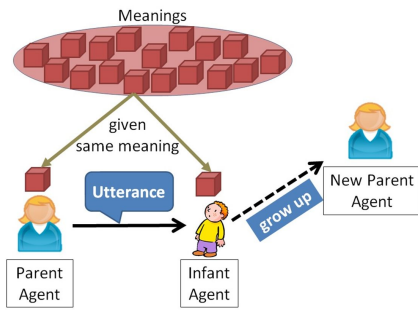 Meanings
given
same meaning
Utterance
grow up
New Parent
Agent
Parent
Agent
Infant
Agent